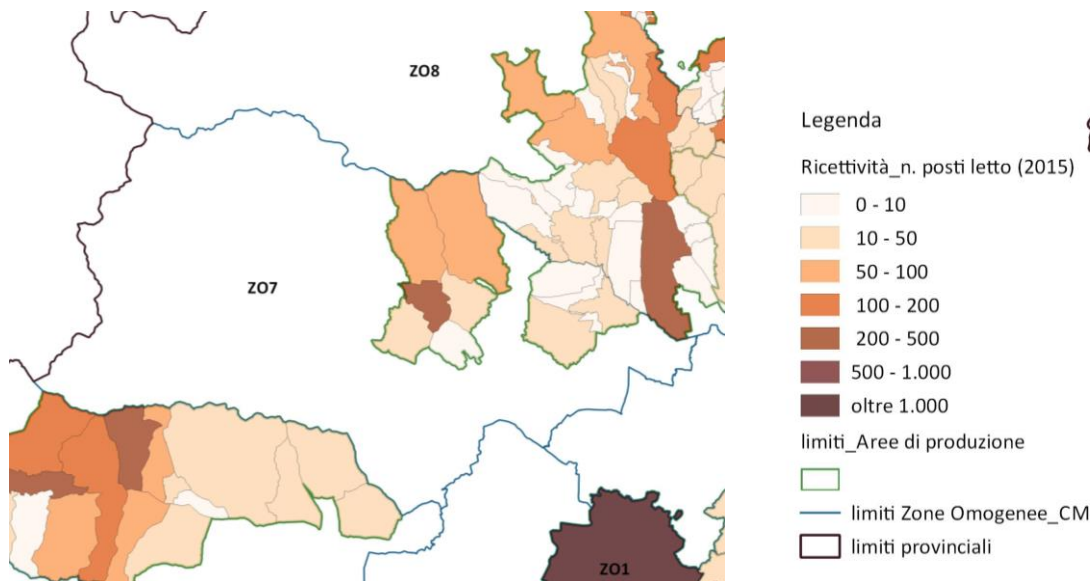 ZO8
ZO7
ZO1
Legenda
Ricettività_n. posti letto (2015)
0 - 10
10 - 50
50 - 100
100 - 200
200 - 500
500 - 1.000
oltre 1.000
limiti_Aree di produzione
limiti Zone Omogenee_CM
limiti provinciali